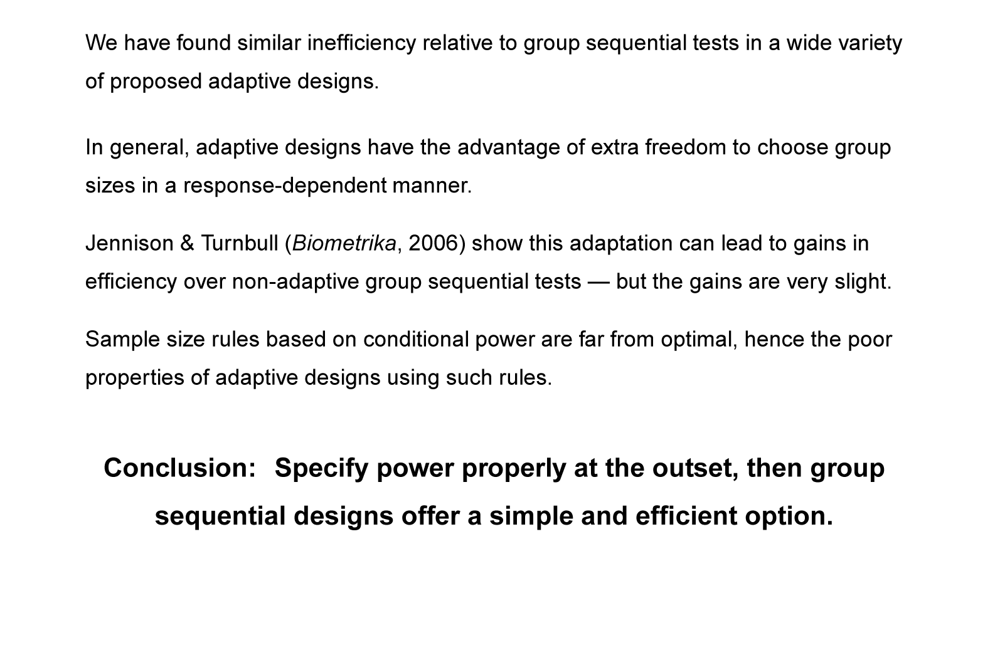 We have found similar inefficiency relative to group sequential tests in a wide variety
of proposed adaptive designs.
In general, adaptive designs have the advantage of extra freedom to choose group
sizes in a response-dependent manner.
Jennison & Turnbull (Biometrika, 2006) show this adaptation can lead to gains in
efficiency over non-adaptive group sequential tests — but the gains are very slight.
Sample size rules based on conditional power are far from optimal, hence the poor
properties of adaptive designs using such rules.
Conclusion: Specify power properly at the outset, then group
sequential designs offer a simple and efficient option.